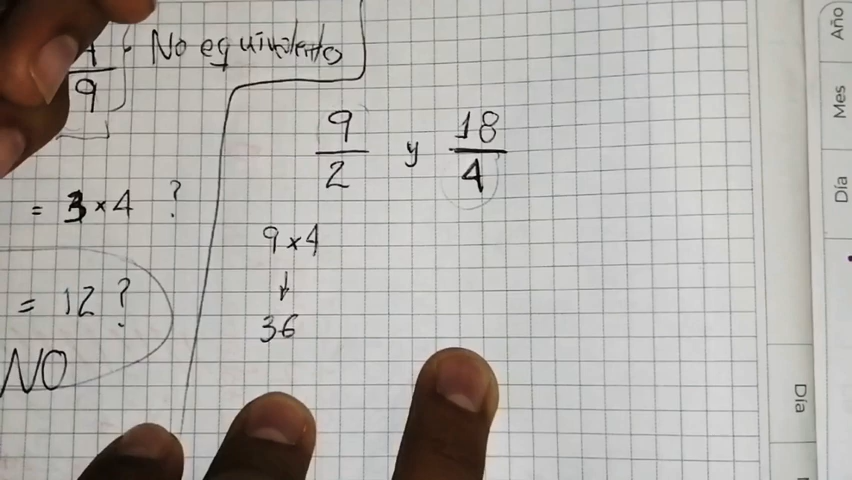 9
No equivalentes
= 3 × 4 ?
= 12 ?
NO
9/2 y 18/4
9 × 4
↓
36
Año
Mes
Día
Día